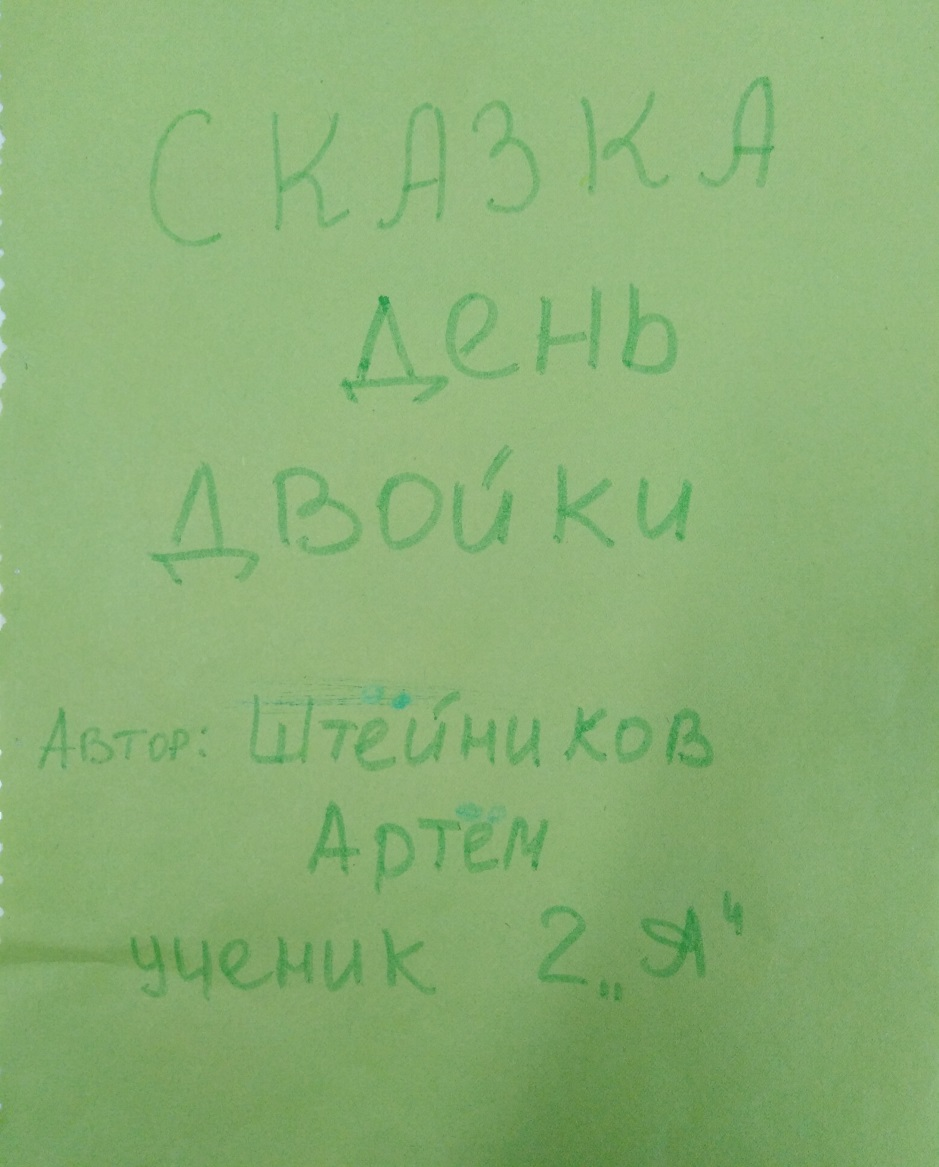 СКАЗКА
День
Двойки
Автор: Штейников
Артём
ученик 2 „Я“